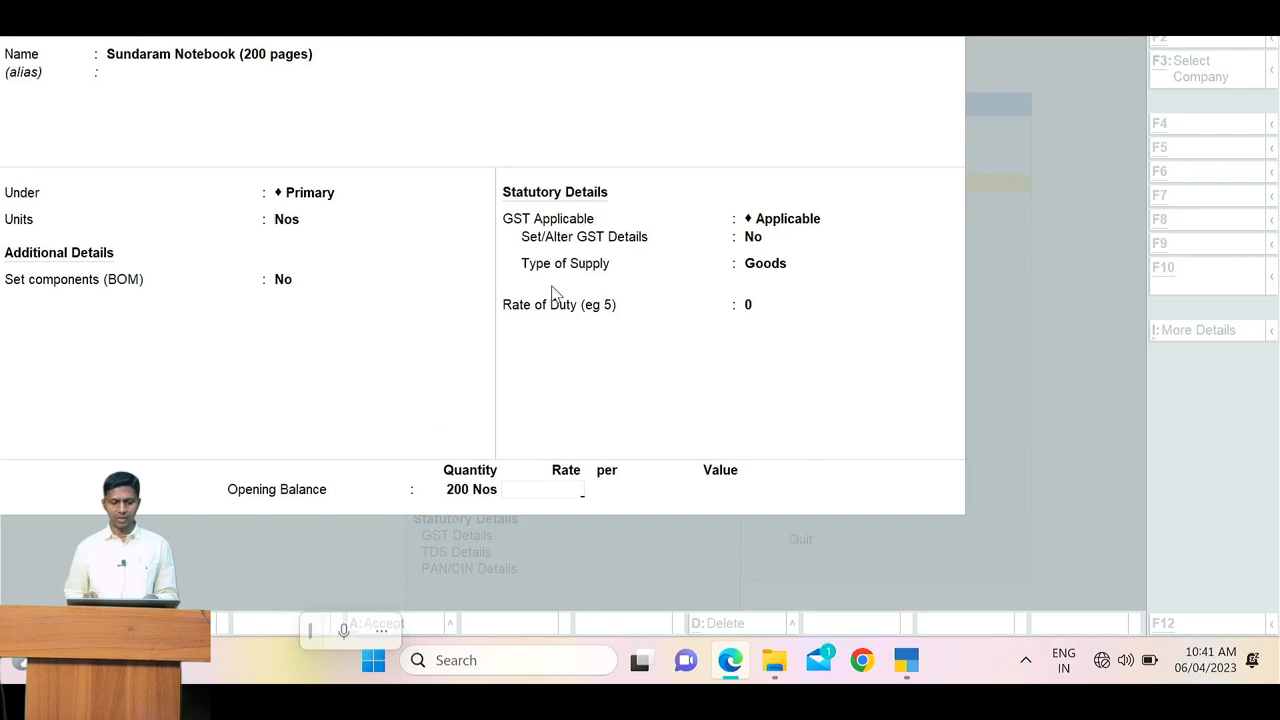 Name : Sundaram Notebook (200 pages)
(alias) :
Under : ♦ Primary
Units : Nos
Additional Details
Set components (BOM) : No
Statutory Details
GST Applicable : ♦ Applicable
Set/Alter GST Details : No
Type of Supply : Goods
Rate of Duty (eg 5) : 0
Quantity Rate per Value
Opening Balance : 200 Nos
Statutory Details
GST Details
TDS Details
PAN/CIN Details
Quit
F2
F3: Select
Company
F4
F5
F6
F7
F8
F9
F10
I: More Details
F12
A: Accept
D: Delete
Search
1
ENG
IN
10:41 AM
06/04/2023